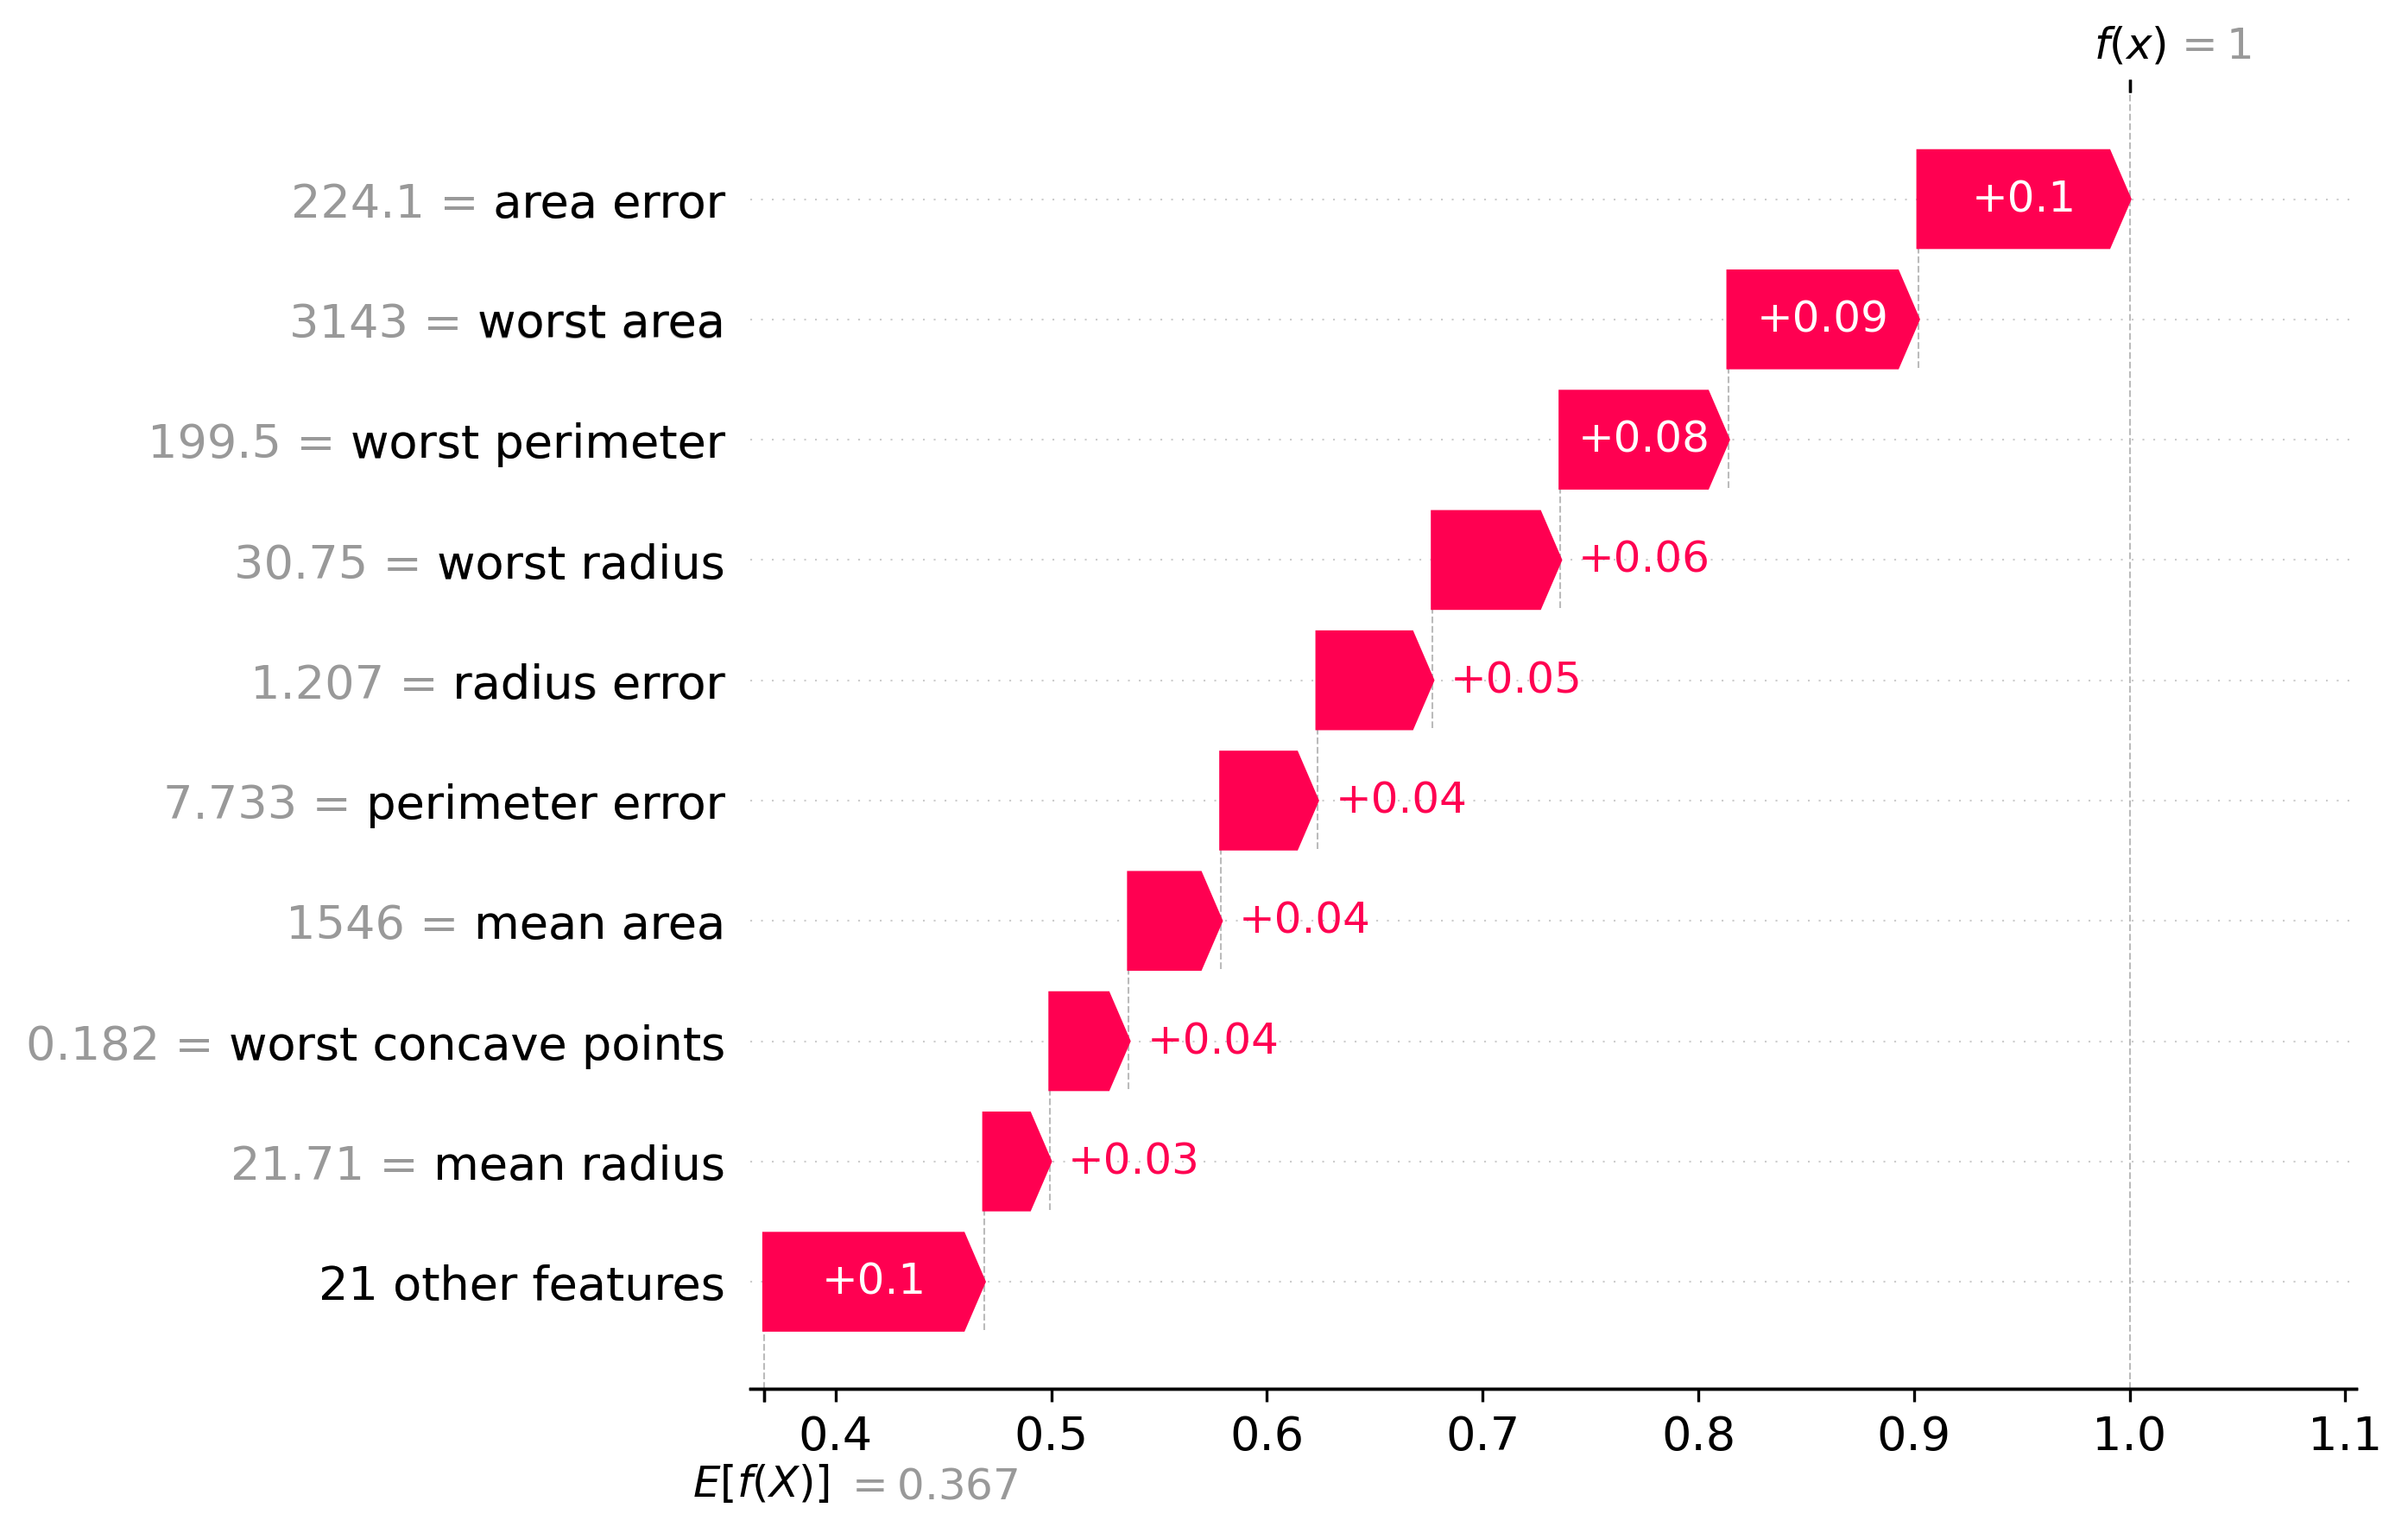 f(x) = 1
224.1 = area error +0.1
3143 = worst area +0.09
199.5 = worst perimeter +0.08
30.75 = worst radius +0.06
1.207 = radius error +0.05
7.733 = perimeter error +0.04
1546 = mean area +0.04
0.182 = worst concave points +0.04
21.71 = mean radius +0.03
21 other features +0.1
0.4 0.5 0.6 0.7 0.8 0.9 1.0 1.1
E[f(X)] = 0.367